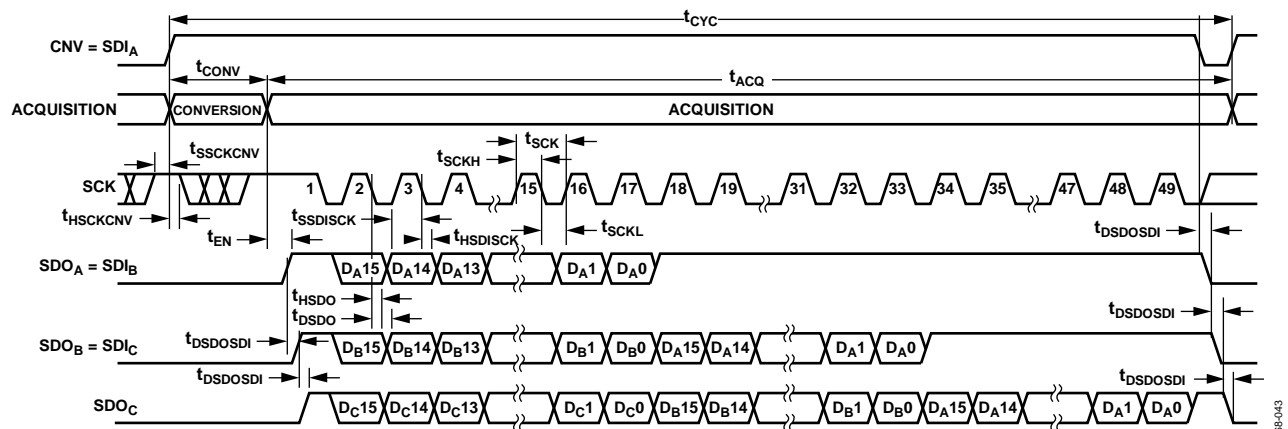 tCYC
CNV = SDIA
tCONV
tACQ
ACQUISITION
CONVERSION
ACQUISITION
tSCK
tSSCKCNV
tSCKH
SCK
1 2 3 4 15 16 17 18 19 31 32 33 34 35 47 48 49
tHSCKCNV
tSSDISCK
tHSDISCK
tSCKL
tEN
tDSDOSDI
SDOA = SDIB
DA15 DA14 DA13 DA1 DA0
tHSDO
tDSDO
tDSDOSDI
tDSDOSDI
SDOB = SDIC
DB15 DB14 DB13 DB1 DB0 DA15 DA14 DA1 DA0
tDSDOSDI
tDSDOSDI
SDOC
DC15 DC14 DC13 DC1 DC0 DB15 DB14 DB1 DB0 DA15 DA14 DA1 DA0